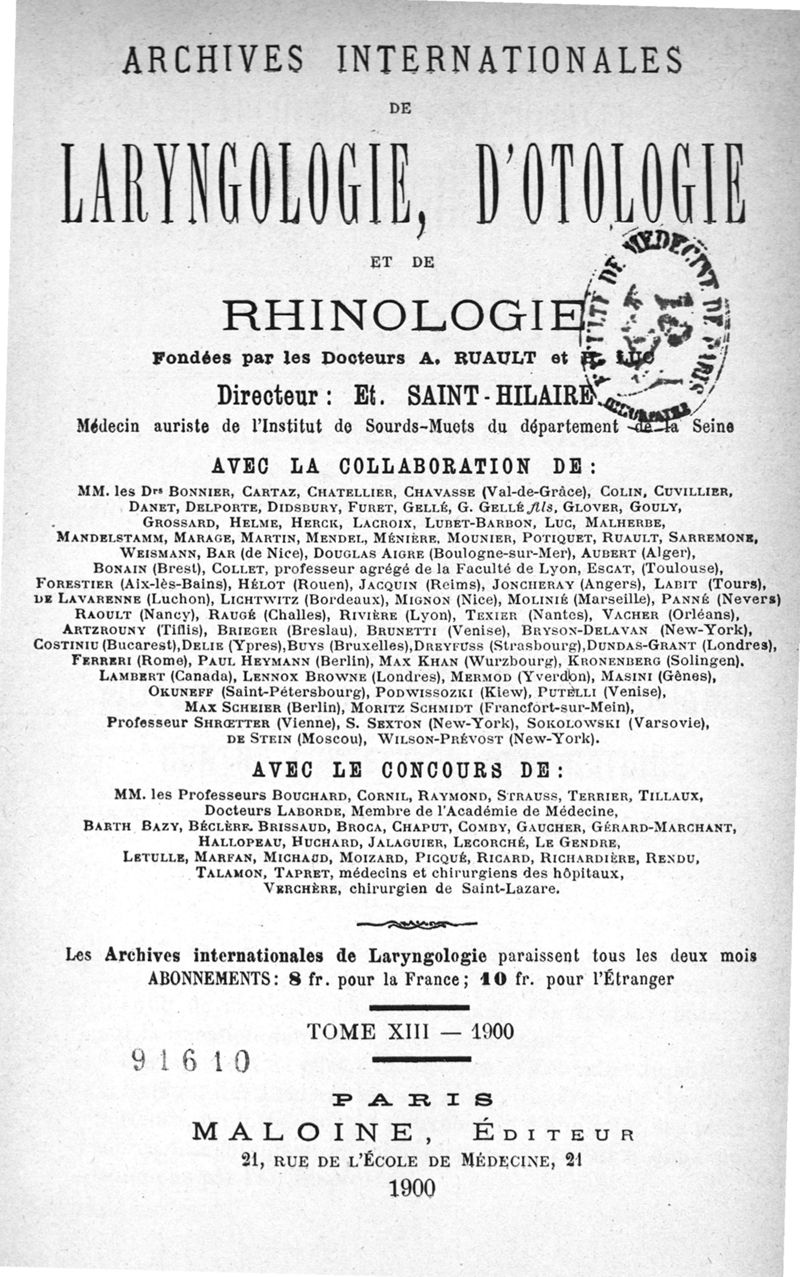 ARCHIVES INTERNATIONALES
DE
LARYNGOLOGIE, D'OTOLOGIE
ET DE
RHINOLOGIE
Fondées par les Docteurs A. RUAULT et H. LUC
Directeur : Et. SAINT-HILAIRE
Médecin auriste de l'Institut de Sourds-Muets du département de la Seine
AVEC LA COLLABORATION DE :
MM. les Drs BONNIER, CARTAZ, CHATELLIER, CHAVASSE (Val-de-Grâce), COLIN, CUVILLIER,
DANET, DELPORTE, DIDSBURY, FURET, GELLÉ, G. GELLÉ fils, GLOVER, GOULY,
GROSSARD, HELME, HERCK, LACROIX, LUBET-BARBON, LUC, MALHERBE,
MANDELSTAMM, MARAGE, MARTIN, MENDEL, MÉNIÈRE, MOUNIER, POTIQUET, RUAULT, SARREMONE,
WEISMANN, BAR (de Nice), DOUGLAS AIGRE (Boulogne-sur-Mer), AUBERT (Alger),
BONAIN (Brest), COLLET, professeur agrégé de la Faculté de Lyon, ESCAT, (Toulouse),
FORESTIER (Aix-lès-Bains), HÉLOT (Rouen), JACQUIN (Reims), JONCHERAY (Angers), LABIT (Tours),
DE LAVARENNE (Luchon), LICHTWITZ (Bordeaux), MIGNON (Nice), MOLINIÉ (Marseille), PANNÉ (Nevers)
RAOULT (Nancy), RAUGÉ (Challes), RIVIÈRE (Lyon), TEXIER (Nantes), VACHER (Orléans),
ARTZROUNY (Tiflis), BRIEGER (Breslau), BRUNETTI (Venise), BRYSON-DELAVAN (New-York),
COSTINIU (Bucarest), DELIE (Ypres), BUYS (Bruxelles), DREYFUSS (Strasbourg), DUNDAS-GRANT (Londres),
FERRERI (Rome), PAUL HEYMANN (Berlin), MAX KHAN (Wurzbourg), KRONENBERG (Solingen),
LAMBERT (Canada), LENNOX BROWNE (Londres), MERMOD (Yverdon), MASINI (Gênes),
OKUNEFF (Saint-Pétersbourg), PODWISSOZKI (Kiew), PUTELLI (Venise),
MAX SCHEIER (Berlin), MORITZ SCHMIDT (Francfort-sur-Mein),
Professeur SHRŒTTER (Vienne), S. SEXTON (New-York), SOKOLOWSKI (Varsovie),
DE STEIN (Moscou), WILSON-PRÉVOST (New-York).
AVEC LE CONCOURS DE :
MM. les Professeurs BOUCHARD, CORNIL, RAYMOND, STRAUSS, TERRIER, TILLAUX,
Docteurs LABORDE, Membre de l'Académie de Médecine,
BARTH BAZY, BÉCLÈRE. BRISSAUD, BROCA, CHAPUT, COMBY, GAUCHER, GÉRARD-MARCHANT,
HALLOPEAU, HUCHARD, JALAGUIER, LECORCHÉ, LE GENDRE,
LETULLE, MARFAN, MICHAUD, MOIZARD, PICQUÉ, RICARD, RICHARDIÈRE, RENDU,
TALAMON, TAPRET, médecins et chirurgiens des hôpitaux,
VERCHÈRE, chirurgien de Saint-Lazare.
Les Archives internationales de Laryngologie paraissent tous les deux mois
ABONNEMENTS : 8 fr. pour la France ; 10 fr. pour l'Étranger
TOME XIII — 1900
91610
PARIS
MALOINE, ÉDITEUR
21, RUE DE L'ÉCOLE DE MÉDECINE, 21
1900